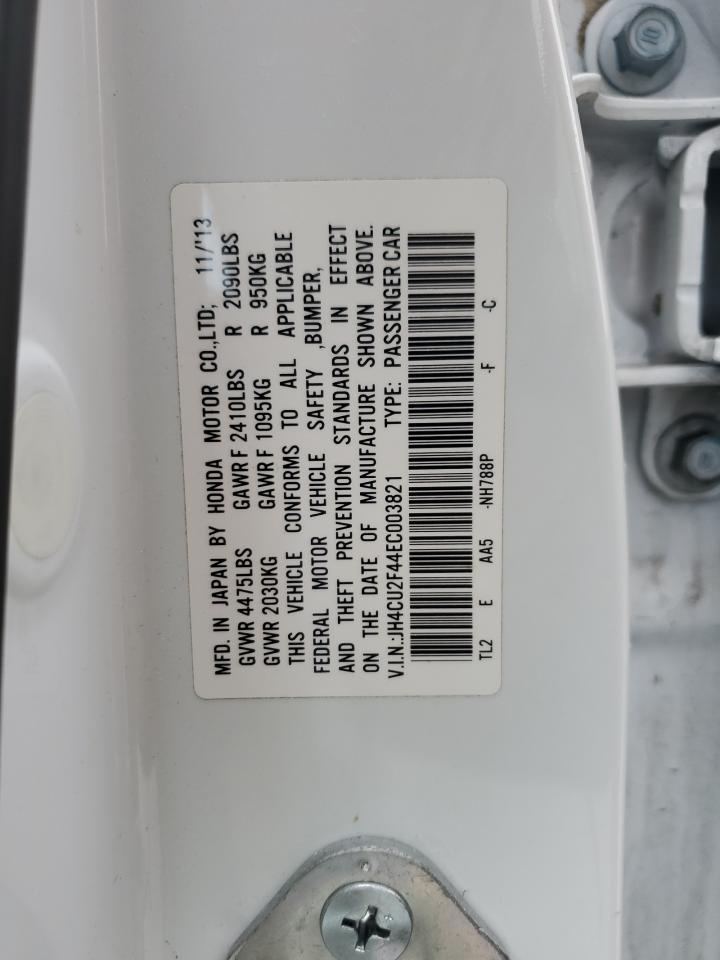 MFD. IN JAPAN BY HONDA MOTOR CO.,LTD; 11/'13
GVWR 4475LBS GAWR F 2410LBS R 2090LBS
GVWR 2030KG GAWR F 1095KG R 950KG
THIS VEHICLE CONFORMS TO ALL APPLICABLE
FEDERAL MOTOR VEHICLE SAFETY ,BUMPER,
AND THEFT PREVENTION STANDARDS IN EFFECT
ON THE DATE OF MANUFACTURE SHOWN ABOVE.
V.I.N.:JH4CU2F44EC003821 TYPE: PASSENGER CAR
TL2 E AA5 -NH788P -F -C
10